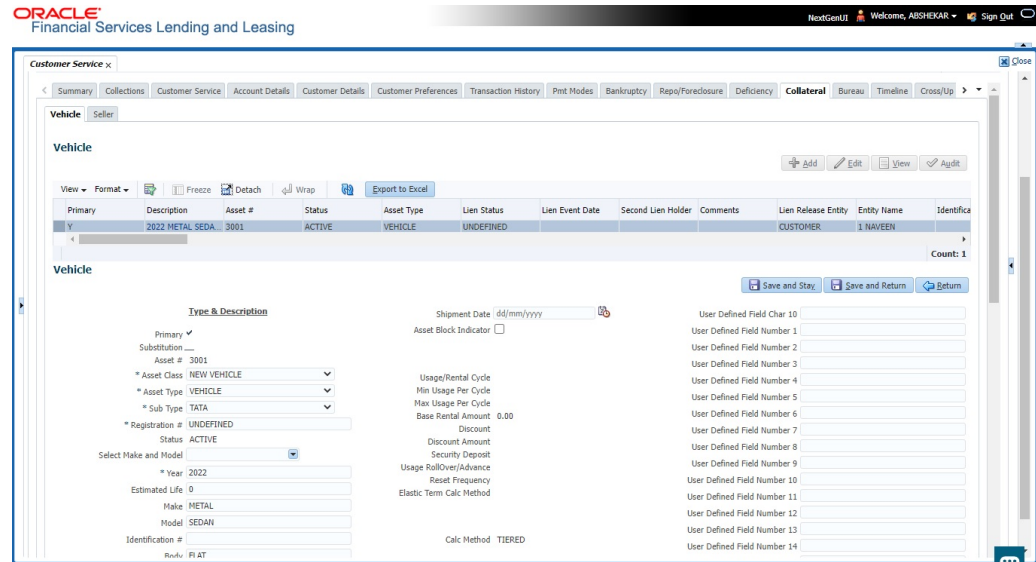 ORACLE
Financial Services Lending and Leasing
NextGenUI Welcome, ABSHEKAR Sign Out
Close
Customer Service x
Summary Collections Customer Service Account Details Customer Details Customer Preferences Transaction History Pmt Modes Bankruptcy Repo/Foreclosure Deficiency Collateral Bureau Timeline Cross/Up
Vehicle Seller
Vehicle
Add Edit View Audit
View Format Freeze Detach Wrap Export to Excel
Primary Description Asset # Status Asset Type Lien Status Lien Event Date Second Lien Holder Comments Lien Release Entity Entity Name Identifica
Y 2022 METAL SEDA... 3001 ACTIVE VEHICLE UNDEFINED CUSTOMER 1 NAVEEN
Count: 1
Vehicle
Save and Stay Save and Return Return
Type & Description
Primary
Substitution
Asset # 3001
* Asset Class NEW VEHICLE
* Asset Type VEHICLE
* Sub Type TATA
* Registration # UNDEFINED
Status ACTIVE
Select Make and Model
* Year 2022
Estimated Life 0
Make METAL
Model SEDAN
Identification #
Body FLAT
Shipment Date dd/mm/yyyy
Asset Block Indicator
Usage/Rental Cycle
Min Usage Per Cycle
Max Usage Per Cycle
Base Rental Amount 0.00
Discount
Discount Amount
Security Deposit
Usage RollOver/Advance
Reset Frequency
Elastic Term Calc Method
Calc Method TIERED
User Defined Field Char 10
User Defined Field Number 1
User Defined Field Number 2
User Defined Field Number 3
User Defined Field Number 4
User Defined Field Number 5
User Defined Field Number 6
User Defined Field Number 7
User Defined Field Number 8
User Defined Field Number 9
User Defined Field Number 10
User Defined Field Number 11
User Defined Field Number 12
User Defined Field Number 13
User Defined Field Number 14